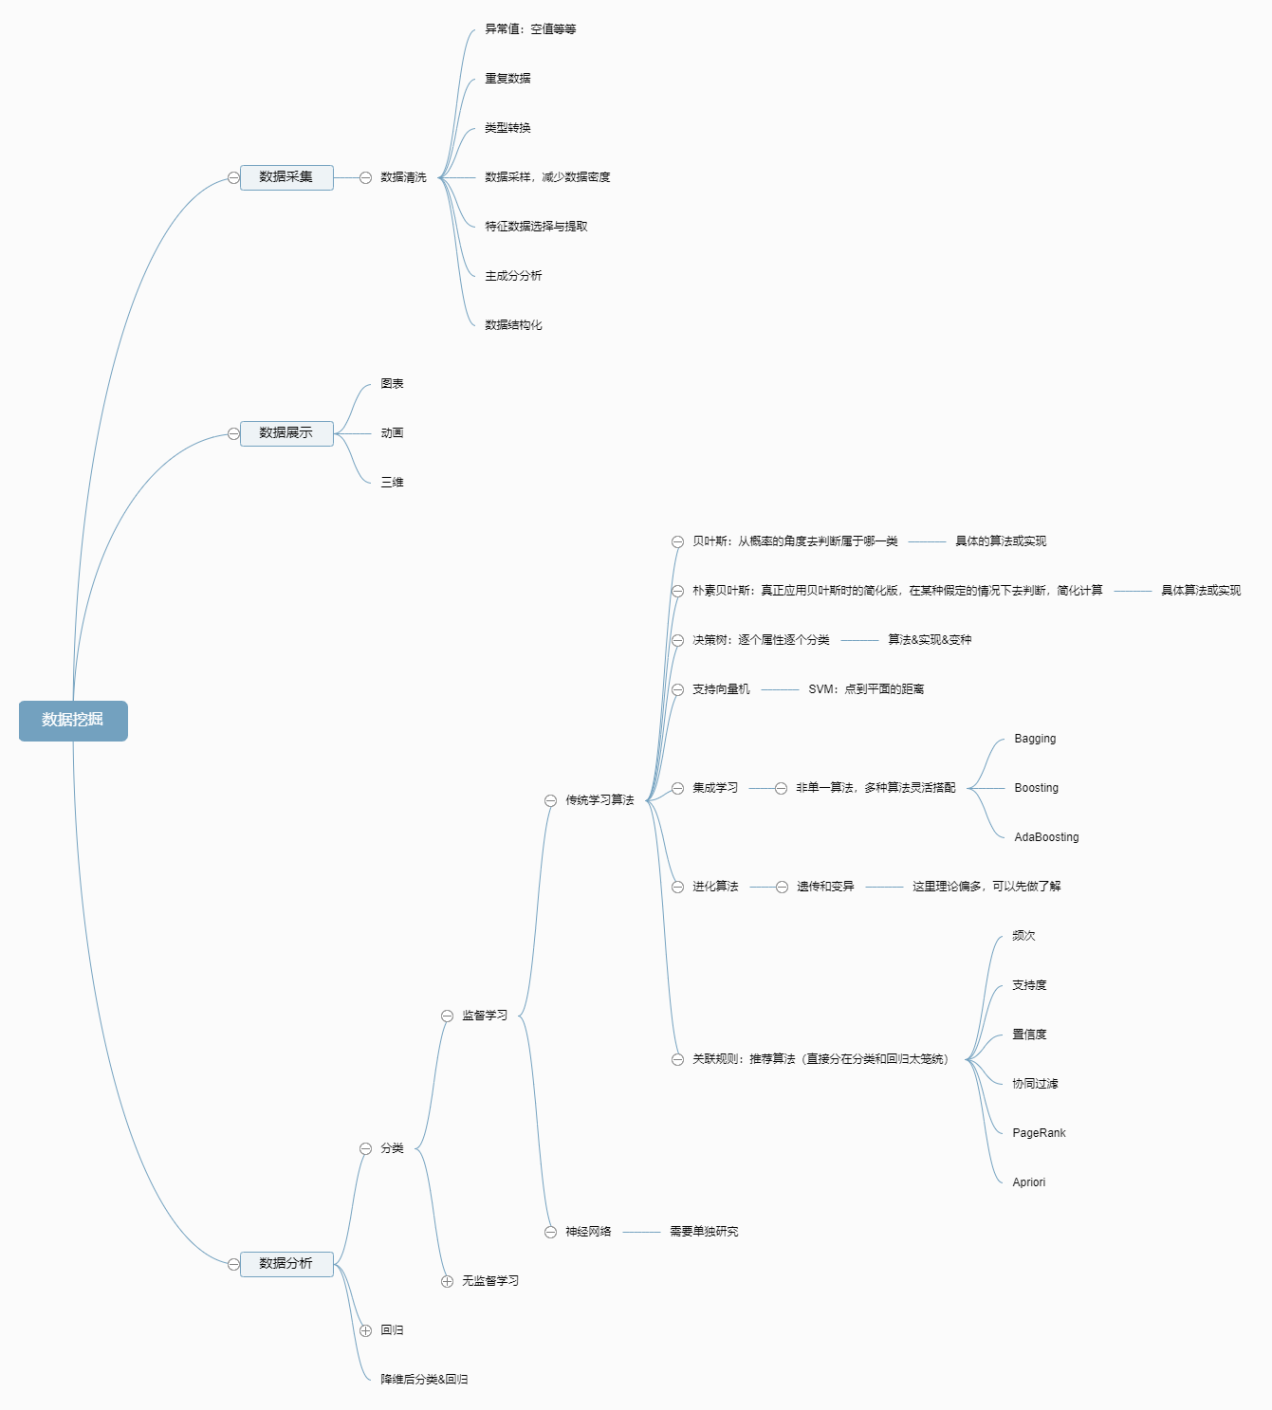 异常值：空值等等
重复数据
类型转换
数据采集
数据清洗
数据采样，减少数据密度
特征数据选择与提取
主成分分析
数据结构化
图表
数据展示
动画
三维
贝叶斯：从概率的角度去判断属于哪一类
具体的算法或实现
朴素贝叶斯：真正应用贝叶斯时的简化版，在某种假定的情况下去判断，简化计算
具体算法或实现
决策树：逐个属性逐个分类
算法&实现&变种
支持向量机
SVM：点到平面的距离
数据挖掘
Bagging
集成学习
非单一算法，多种算法灵活搭配
Boosting
传统学习算法
AdaBoosting
进化算法
遗传和变异
这里理论偏多，可以先做了解
频次
支持度
监督学习
置信度
关联规则：推荐算法（直接分在分类和回归太笼统）
协同过滤
PageRank
分类
Apriori
神经网络
需要单独研究
数据分析
无监督学习
回归
降维后分类&回归